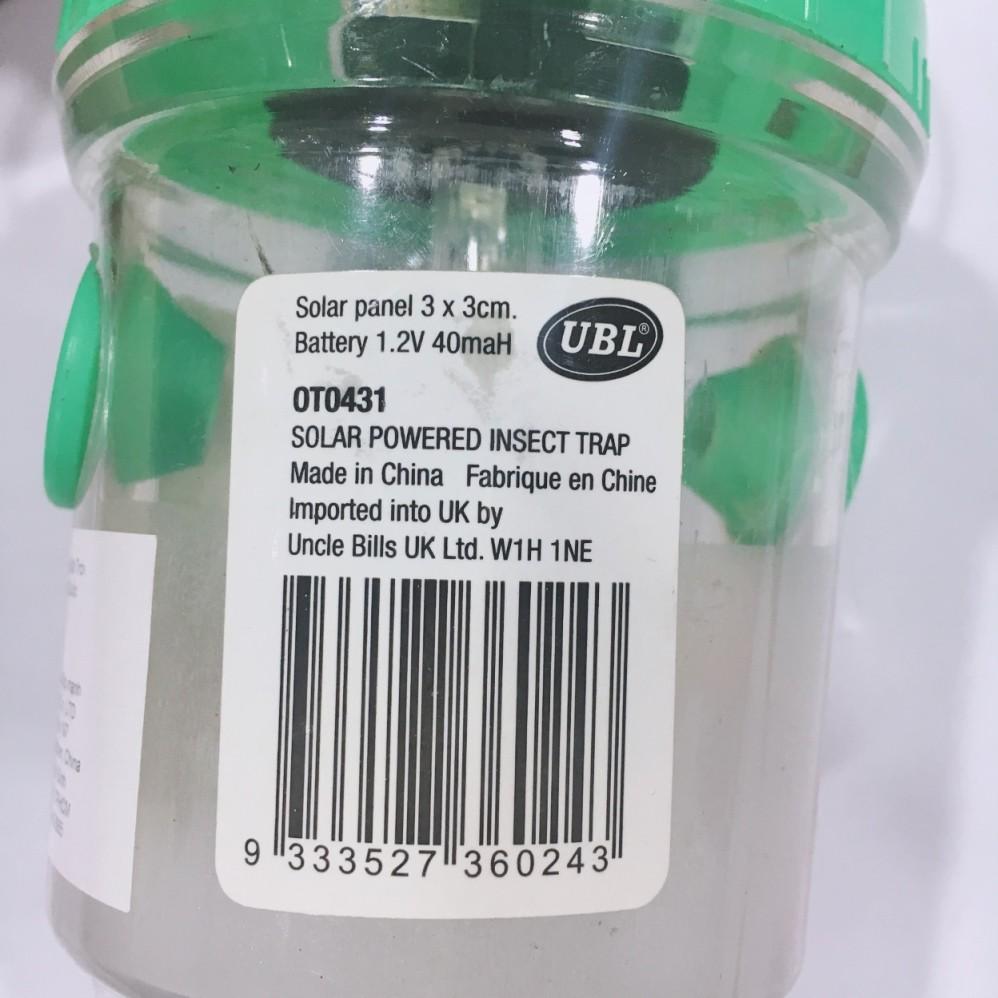 Solar panel 3 x 3cm.
Battery 1.2V 40maH
UBL®
OT0431
SOLAR POWERED INSECT TRAP
Made in China Fabrique en Chine
Imported into UK by
Uncle Bills UK Ltd. W1H 1NE
9 333527 360243
China